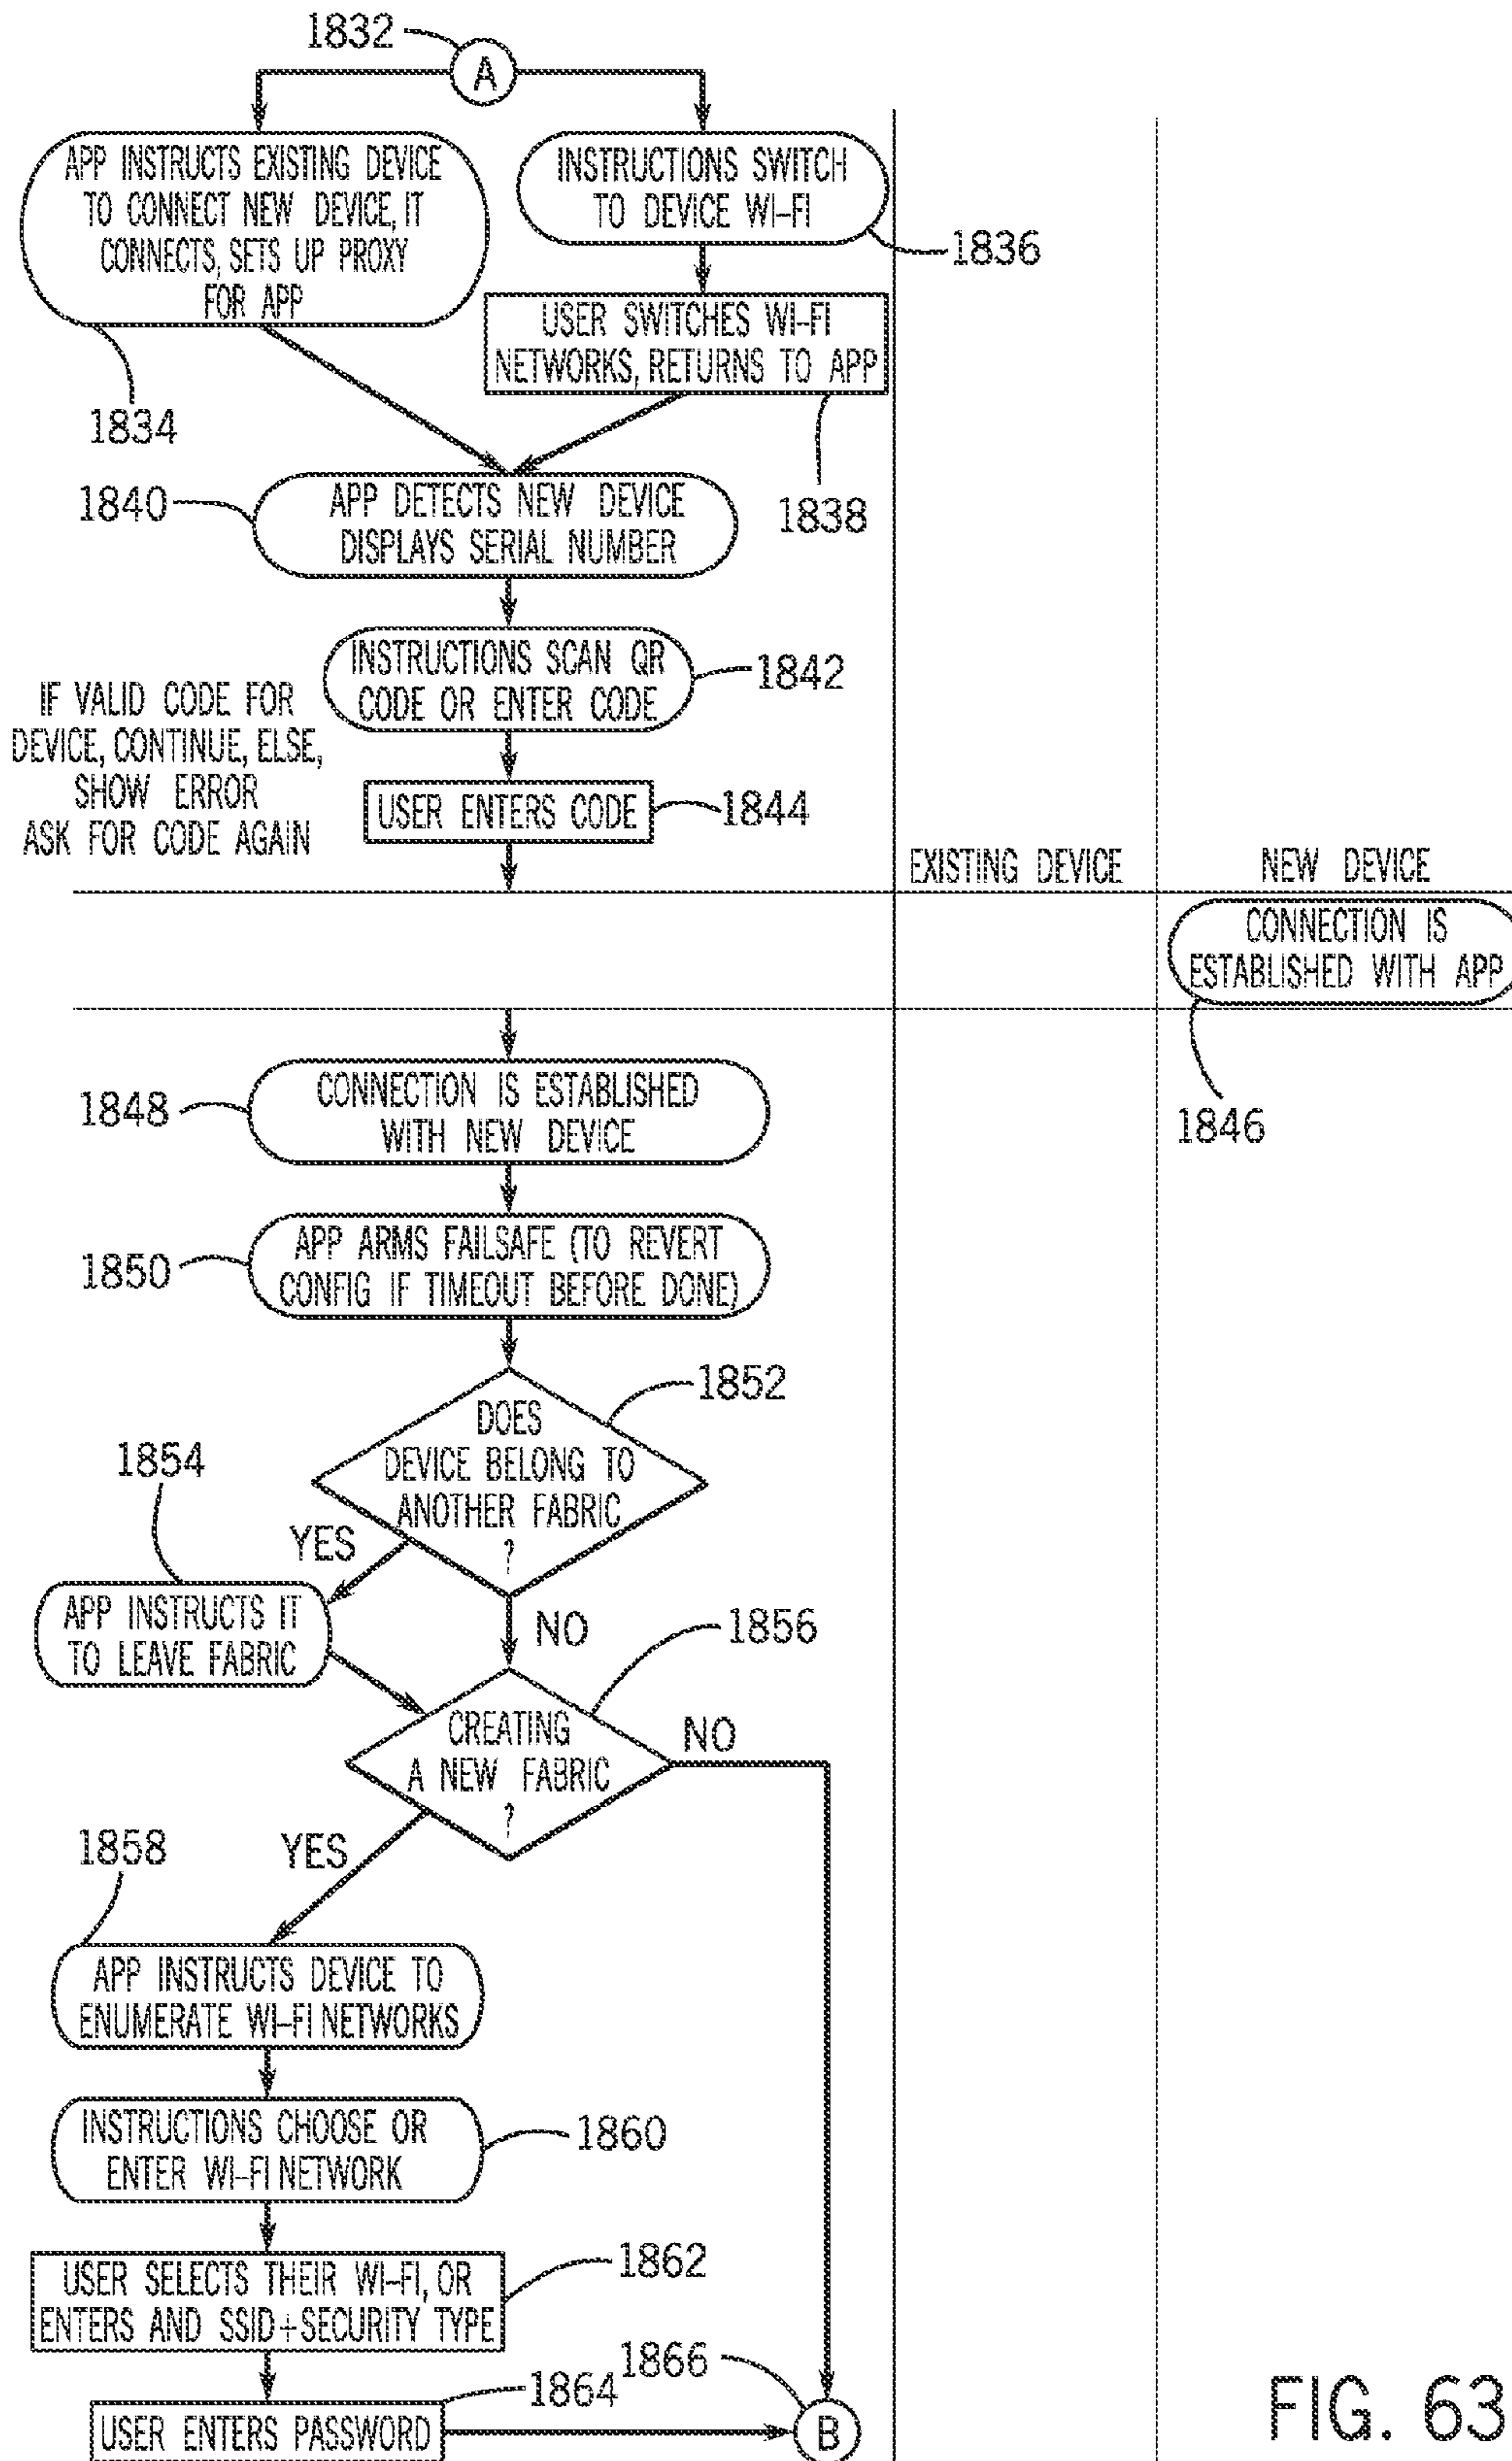 1832
A
APP INSTRUCTS EXISTING DEVICE
TO CONNECT NEW DEVICE, IT
CONNECTS, SETS UP PROXY
FOR APP
1834
INSTRUCTIONS SWITCH
TO DEVICE WI-FI
1836
USER SWITCHES WI-FI
NETWORKS, RETURNS TO APP
1838
1840
APP DETECTS NEW DEVICE
DISPLAYS SERIAL NUMBER
INSTRUCTIONS SCAN QR
CODE OR ENTER CODE
1842
IF VALID CODE FOR
DEVICE, CONTINUE, ELSE,
SHOW ERROR
ASK FOR CODE AGAIN
USER ENTERS CODE
1844
EXISTING DEVICE
NEW DEVICE
CONNECTION IS
ESTABLISHED WITH APP
1846
1848
CONNECTION IS ESTABLISHED
WITH NEW DEVICE
1850
APP ARMS FAILSAFE (TO REVERT
CONFIG IF TIMEOUT BEFORE DONE)
1852
DOES
DEVICE BELONG TO
ANOTHER FABRIC
?
YES
NO
1854
APP INSTRUCTS IT
TO LEAVE FABRIC
1856
CREATING
A NEW FABRIC
?
NO
YES
1858
APP INSTRUCTS DEVICE TO
ENUMERATE WI-FI NETWORKS
INSTRUCTIONS CHOOSE OR
ENTER WI-FI NETWORK
1860
USER SELECTS THEIR WI-FI, OR
ENTERS AND SSID+SECURITY TYPE
1862
USER ENTERS PASSWORD
1864
1866
B
FIG. 63